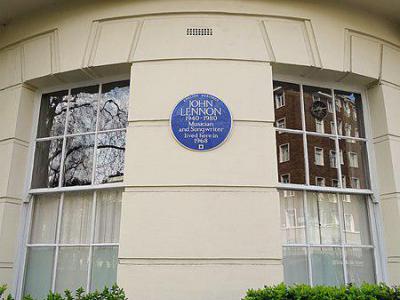 JOHN
LENNON
1940-1980
Musician
and Songwriter
lived here in
1968